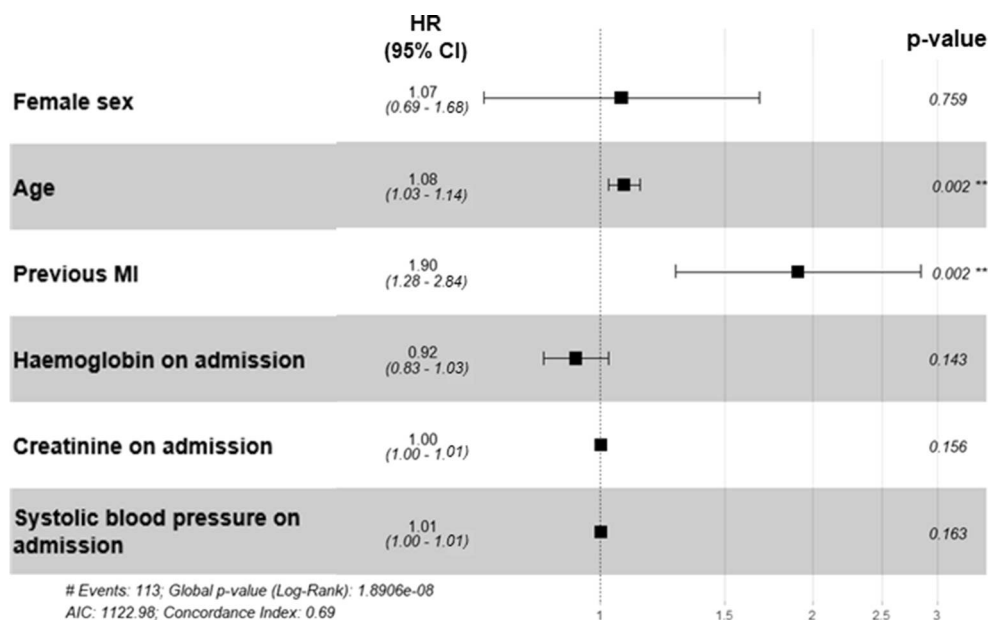 HR
(95% CI)
p-value
Female sex
1.07
(0.69 - 1.68)
0.759
Age
1.08
(1.03 - 1.14)
0.002 **
Previous MI
1.90
(1.28 - 2.84)
0.002 **
Haemoglobin on admission
0.92
(0.83 - 1.03)
0.143
Creatinine on admission
1.00
(1.00 - 1.01)
0.156
Systolic blood pressure on
admission
1.01
(1.00 - 1.01)
0.163
# Events: 113; Global p-value (Log-Rank): 1.8906e-08
AIC: 1122.98; Concordance Index: 0.69
1 1.5 2 2.5 3